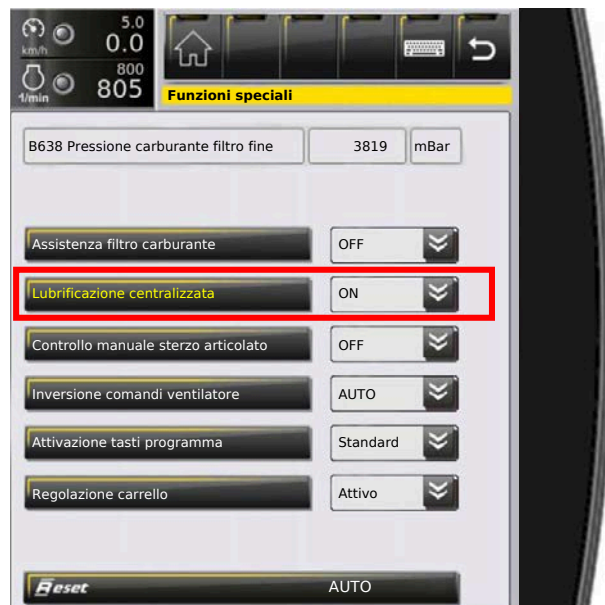 5.0
km/h 0.0
800
1/min 805
Funzioni speciali
B638 Pressione carburante filtro fine 3819 mBar
Assistenza filtro carburante OFF
Lubrificazione centralizzata ON
Controllo manuale sterzo articolato OFF
Inversione comandi ventilatore AUTO
Attivazione tasti programma Standard
Regolazione carrello Attivo
Reset AUTO